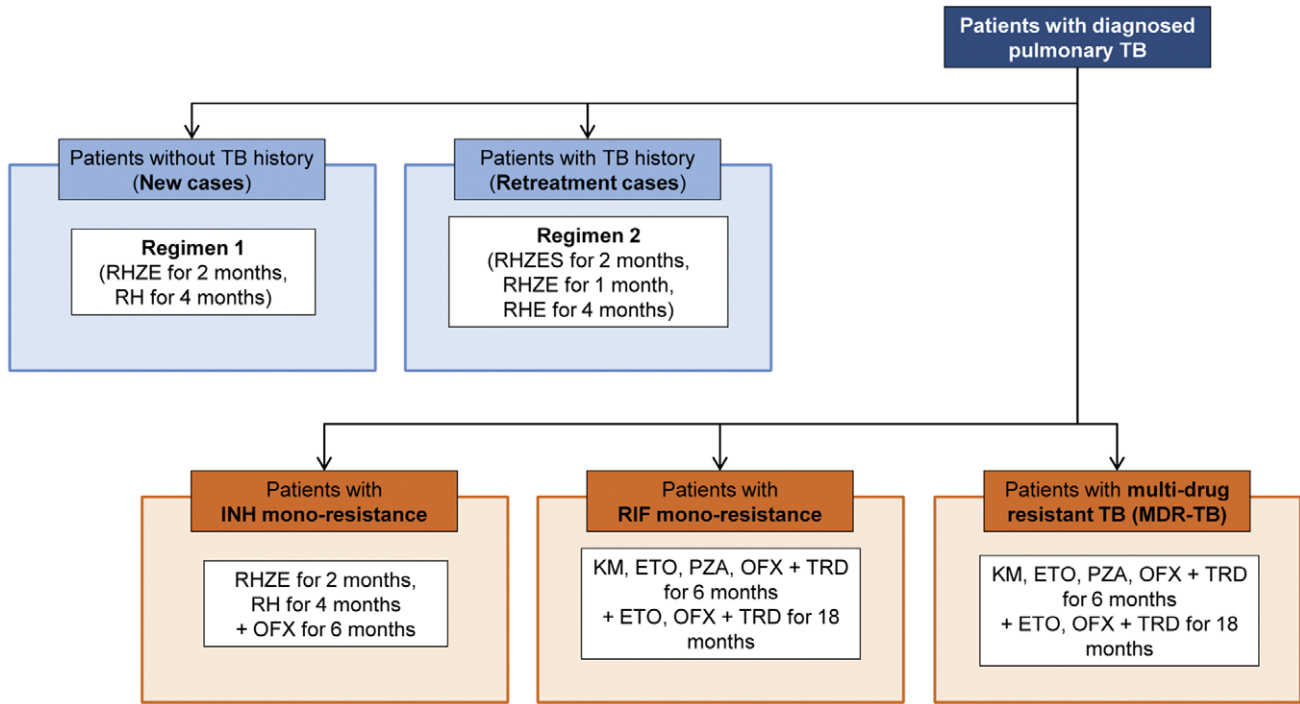 Patients with diagnosed
pulmonary TB
Patients without TB history
(New cases)
Regimen 1
(RHZE for 2 months,
RH for 4 months)
Patients with TB history
(Retreatment cases)
Regimen 2
(RHZES for 2 months,
RHZE for 1 month,
RHE for 4 months)
Patients with
INH mono-resistance
RHZE for 2 months,
RH for 4 months
+ OFX for 6 months
Patients with
RIF mono-resistance
KM, ETO, PZA, OFX + TRD
for 6 months
+ ETO, OFX + TRD for 18
months
Patients with multi-drug
resistant TB (MDR-TB)
KM, ETO, PZA, OFX + TRD
for 6 months
+ ETO, OFX + TRD for 18
months